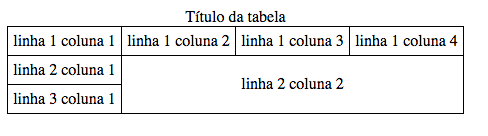 Título da tabela
linha 1 coluna 1 linha 1 coluna 2 linha 1 coluna 3 linha 1 coluna 4
linha 2 coluna 1
linha 2 coluna 2
linha 3 coluna 1